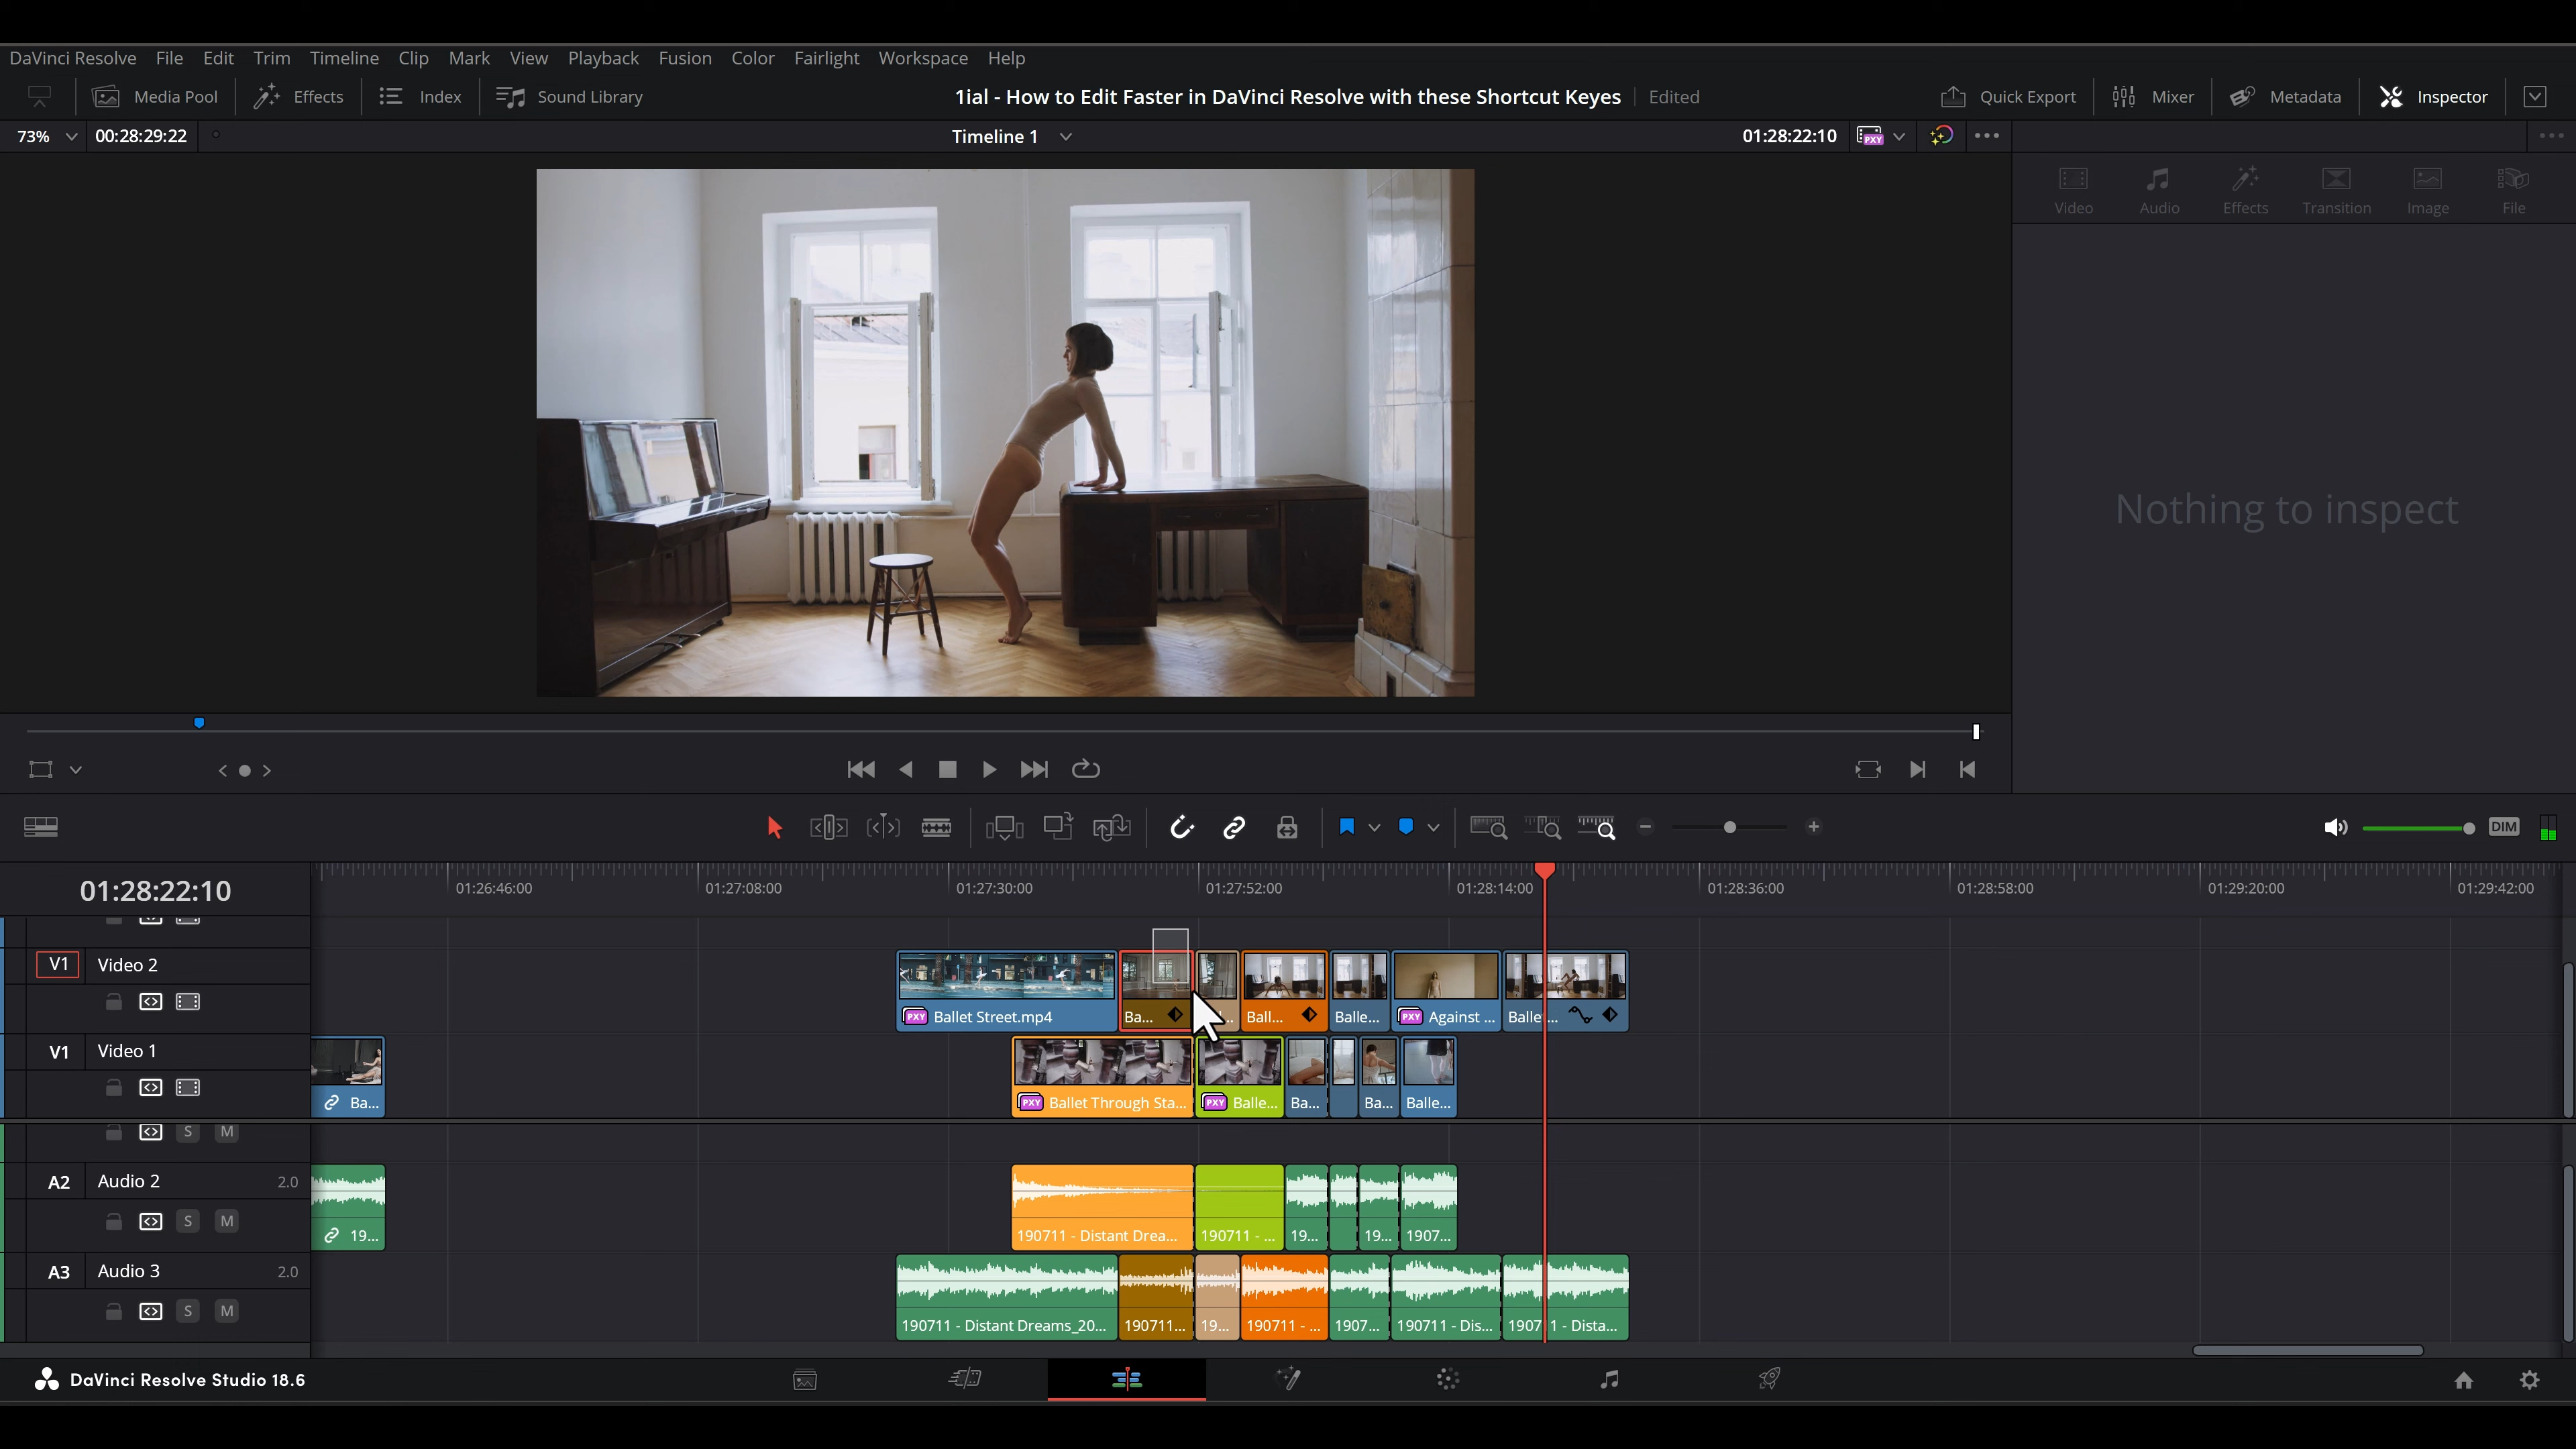 DaVinci Resolve File Edit Trim Timeline Clip Mark View Playback Fusion Color Fairlight Workspace Help
Media Pool Effects Index Sound Library 1ial - How to Edit Faster in DaVinci Resolve with these Shortcut Keyes Edited Quick Export Mixer Metadata Inspector
73% 00:28:29:22 Timeline 1 01:28:22:10 PXY
Video Audio Effects Transition Image File
Nothing to inspect
DIM
01:28:22:10 01:26:46:00 01:27:08:00 01:27:30:00 01:27:52:00 01:28:14:00 01:28:36:00 01:28:58:00 01:29:20:00 01:29:42:00
V1 Video 2
PXY Ballet Street.mp4 Ba... Ball... Balle... PXY Against ... Balle...
V1 Video 1
Ba... PXY Ballet Through Sta... PXY Balle... Ba... Ba... Balle...
S M
A2 Audio 2 2.0
S M
19... 190711 - Distant Drea... 190711 - ... 19... 19... 1907...
A3 Audio 3 2.0
S M
190711 - Distant Dreams_20... 190711... 19... 190711 - ... 1907... 190711 - Dis... 190711 - Dista...
DaVinci Resolve Studio 18.6